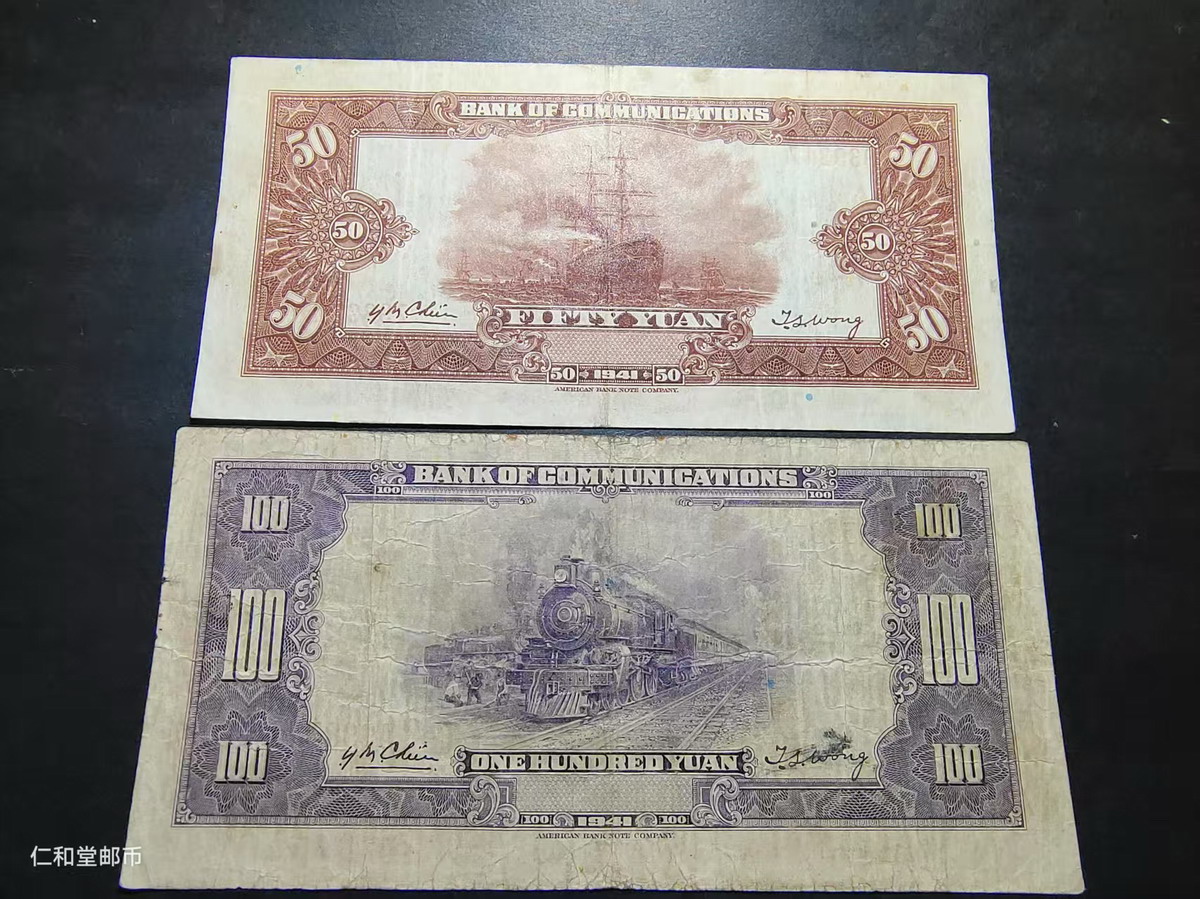 BANK OF COMMUNICATIONS
50 50
50 50
50 50
Y M Chien T.S. Wong
FIFTY YUAN
50 1941 50
AMERICAN BANK NOTE COMPANY.
BANK OF COMMUNICATIONS
100 100
100 100
100 100
100 100
Y M Chien T.S. Wong
ONE HUNDRED YUAN
100 1941 100
AMERICAN BANK NOTE COMPANY.
仁和堂邮币